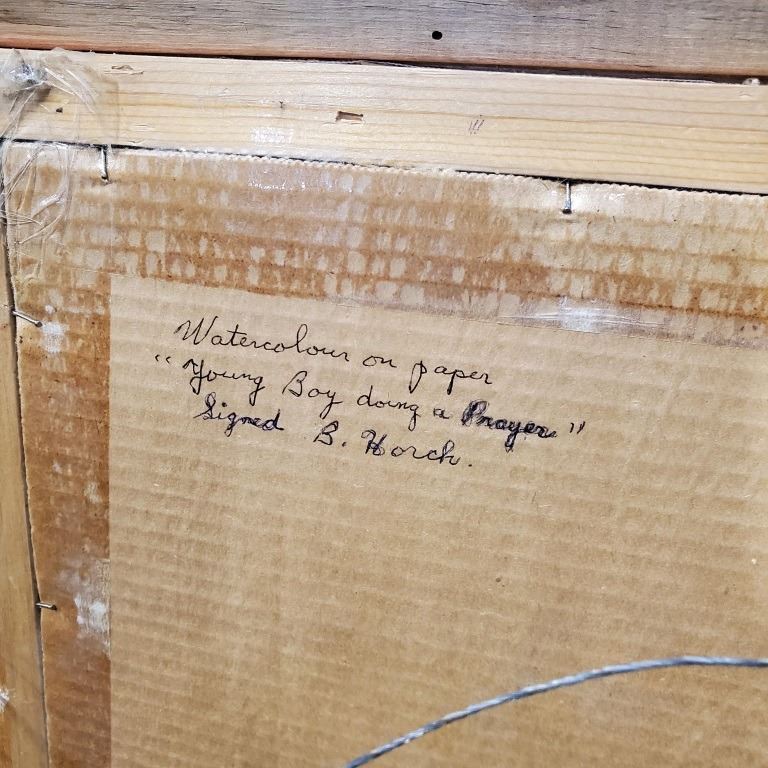 Watercolour on paper
"Young Boy doing a Prayer"
Signed B. Horch.